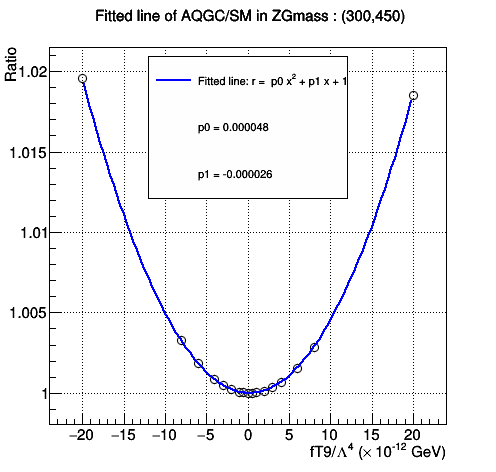 Fitted line of AQGC/SM in ZGmass : (300,450)
Ratio
1.02
1.015
1.01
1.005
1
Fitted line: r = p0 x² + p1 x + 1
p0 = 0.000048
p1 = -0.000026
−20 −15 −10 −5 0 5 10 15 20
fT9/Λ⁴ (× 10⁻¹² GeV)